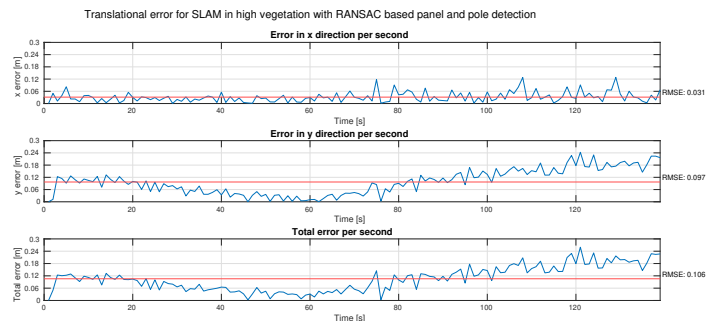 Translational error for SLAM in high vegetation with RANSAC based panel and pole detection
Error in x direction per second
x error [m]
0.3
0.24
0.18
0.12
0.06
0
0 20 40 60 80 100 120
Time [s]
RMSE: 0.031
Error in y direction per second
y error [m]
0.3
0.24
0.18
0.12
0.06
0
0 20 40 60 80 100 120
Time [s]
RMSE: 0.097
Total error per second
Total error [m]
0.3
0.24
0.18
0.12
0.06
0
0 20 40 60 80 100 120
Time [s]
RMSE: 0.106